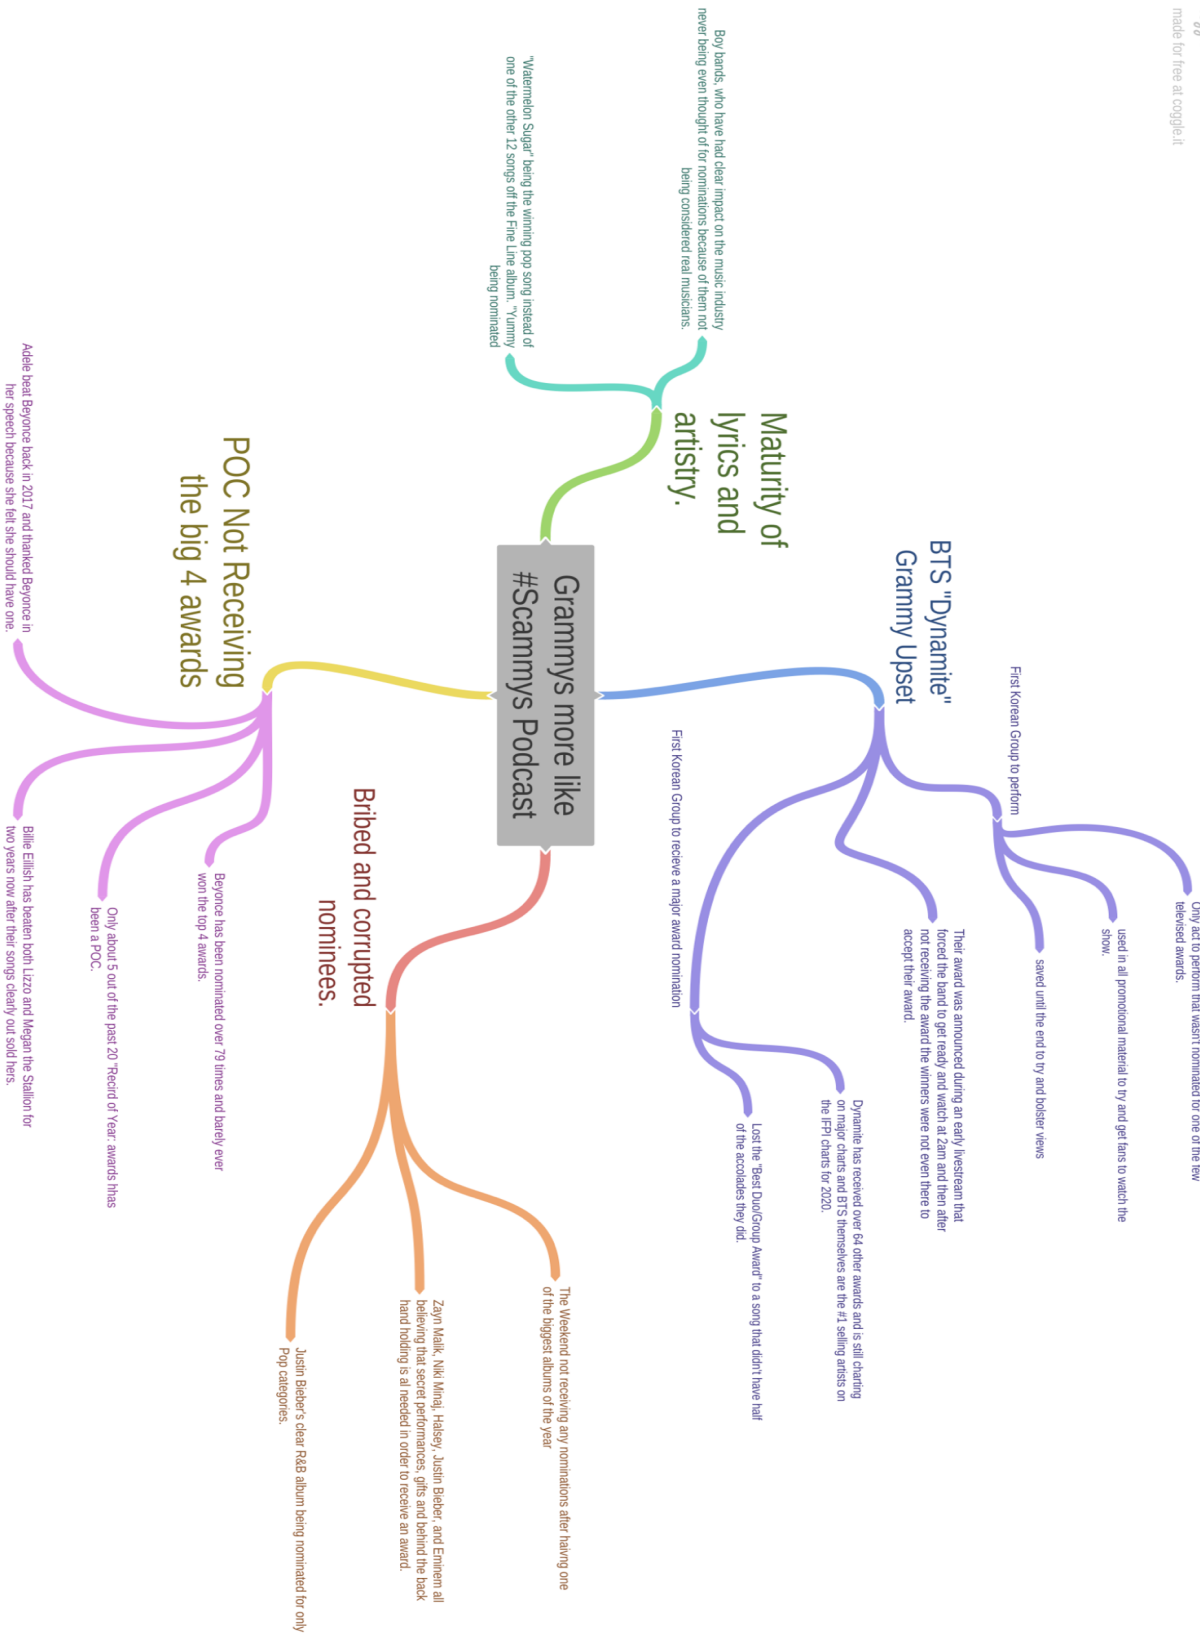 made for free at coggle.it
Grammys more like
#Scammys Podcast
BTS "Dynamite"
Grammy Upset
First Korean Group to perform
Only act to perform that wasn't nominated for one of the few
televised awards.
used in all promotional material to try and get fans to watch the
show.
saved until the end to try and bolster views
Their award was announced during an early livestream that
forced the band to get ready and watch at 2am and then after
not receiving the award the winners were not even there to
accept their award.
First Korean Group to recieve a major award nomination
Dynamite has received over 64 other awards and is still charting
on major charts and BTS themselves are the #1 selling artists on
the IFPI charts for 2020.
Lost the "Best Duo/Group Award" to a song that didn't have half
of the accolades they did.
Maturity of
lyrics and
artistry.
Boy bands, who have had clear impact on the music industry
never being even thought of for nominations because of them not
being considered real musicians.
"Watermelon Sugar" being the winning pop song instead of
one of the other 12 songs off the Fine Line album. "Yummy
being nominated
Bribed and corrupted
nominees.
The Weekend not receiving any nominations after haivng one
of the biggest albums of the year
Zayn Malik, Niki Minaj, Halsey, Justin Bieber, and Eminem all
believing that secret performances, gifts and behind the back
hand holding is al needed in order to receive an award.
Justin Bieber's clear R&B album being nominated for only
Pop categories.
POC Not Receiving
the big 4 awards
Beyonce has been nominated over 79 times and barely ever
won the top 4 awards.
Only about 5 out of the past 20 "Recird of Year: awards hhas
been a POC.
Billie Eillish has beaten both Lizzo and Megan the Stallion for
two years now after their songs clearly out sold hers.
Adele beat Beyonce back in 2017 and thanked Beyonce in
her speech because she felt she should have one.